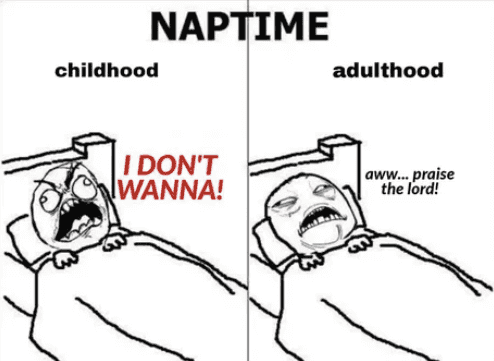 NAPTIME
childhood
adulthood
I DON'T
WANNA!
aww... praise
the lord!